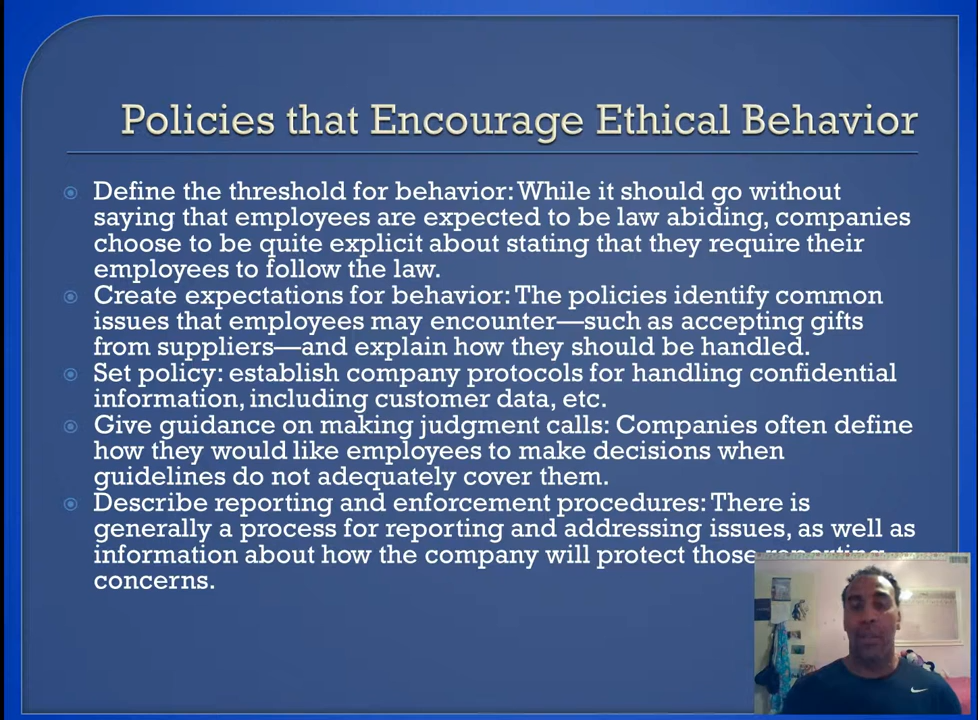 Policies that Encourage Ethical Behavior
Define the threshold for behavior: While it should go without
saying that employees are expected to be law abiding, companies
choose to be quite explicit about stating that they require their
employees to follow the law.
Create expectations for behavior: The policies identify common
issues that employees may encounter—such as accepting gifts
from suppliers—and explain how they should be handled.
Set policy: establish company protocols for handling confidential
information, including customer data, etc.
Give guidance on making judgment calls: Companies often define
how they would like employees to make decisions when
guidelines do not adequately cover them.
Describe reporting and enforcement procedures: There is
generally a process for reporting and addressing issues, as well as
information about how the company will protect those reporting
concerns.